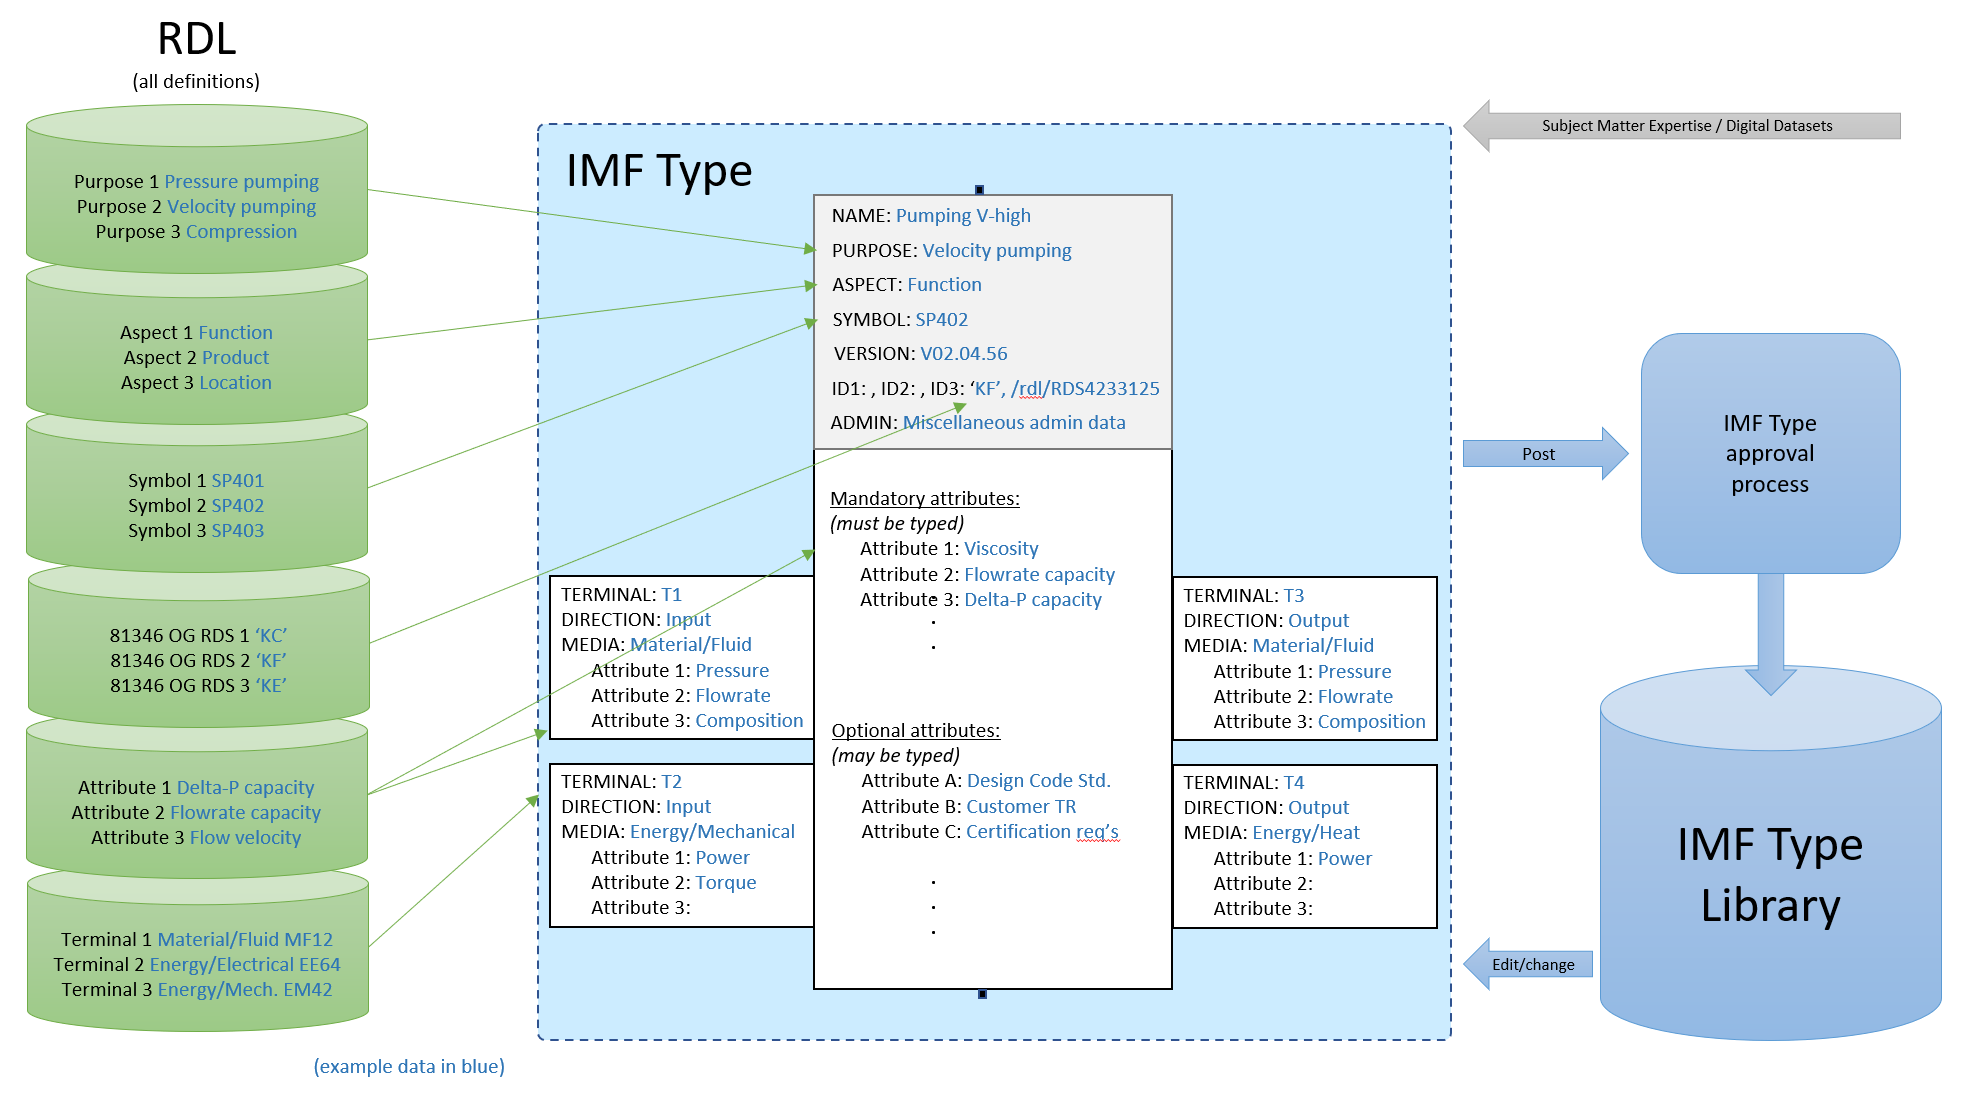 RDL
(all definitions)
Purpose 1 Pressure pumping
Purpose 2 Velocity pumping
Purpose 3 Compression
Aspect 1 Function
Aspect 2 Product
Aspect 3 Location
Symbol 1 SP401
Symbol 2 SP402
Symbol 3 SP403
81346 OG RDS 1 ‘KC’
81346 OG RDS 2 ‘KF’
81346 OG RDS 3 ‘KE’
Attribute 1 Delta-P capacity
Attribute 2 Flowrate capacity
Attribute 3 Flow velocity
Terminal 1 Material/Fluid MF12
Terminal 2 Energy/Electrical EE64
Terminal 3 Energy/Mech. EM42
(example data in blue)
IMF Type
NAME: Pumping V-high
PURPOSE: Velocity pumping
ASPECT: Function
SYMBOL: SP402
VERSION: V02.04.56
ID1: , ID2: , ID3: ‘KF’, /rdl/RDS4233125
ADMIN: Miscellaneous admin data
Mandatory attributes:
(must be typed)
Attribute 1: Viscosity
Attribute 2: Flowrate capacity
Attribute 3: Delta-P capacity
.
.
.
Optional attributes:
(may be typed)
Attribute A: Design Code Std.
Attribute B: Customer TR
Attribute C: Certification req’s
.
.
.
TERMINAL: T1
DIRECTION: Input
MEDIA: Material/Fluid
Attribute 1: Pressure
Attribute 2: Flowrate
Attribute 3: Composition
TERMINAL: T2
DIRECTION: Input
MEDIA: Energy/Mechanical
Attribute 1: Power
Attribute 2: Torque
Attribute 3:
TERMINAL: T3
DIRECTION: Output
MEDIA: Material/Fluid
Attribute 1: Pressure
Attribute 2: Flowrate
Attribute 3: Composition
TERMINAL: T4
DIRECTION: Output
MEDIA: Energy/Heat
Attribute 1: Power
Attribute 2:
Attribute 3:
Subject Matter Expertise / Digital Datasets
Post
IMF Type
approval
process
IMF Type
Library
Edit/change